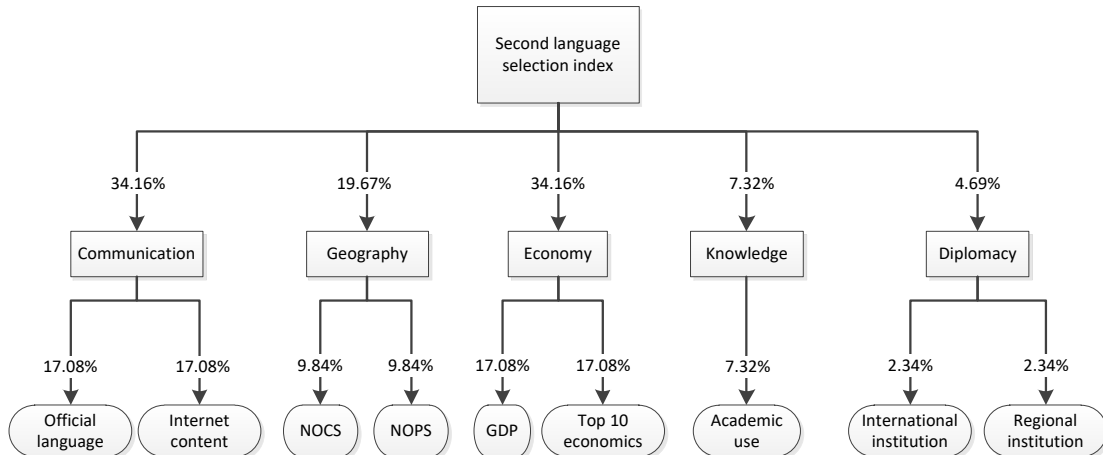 Second language
selection index
34.16%
19.67%
34.16%
7.32%
4.69%
Communication
Geography
Economy
Knowledge
Diplomacy
17.08%
17.08%
9.84%
9.84%
17.08%
17.08%
7.32%
2.34%
2.34%
Official
language
Internet
content
NOCS
NOPS
GDP
Top 10
economics
Academic
use
International
institution
Regional
institution